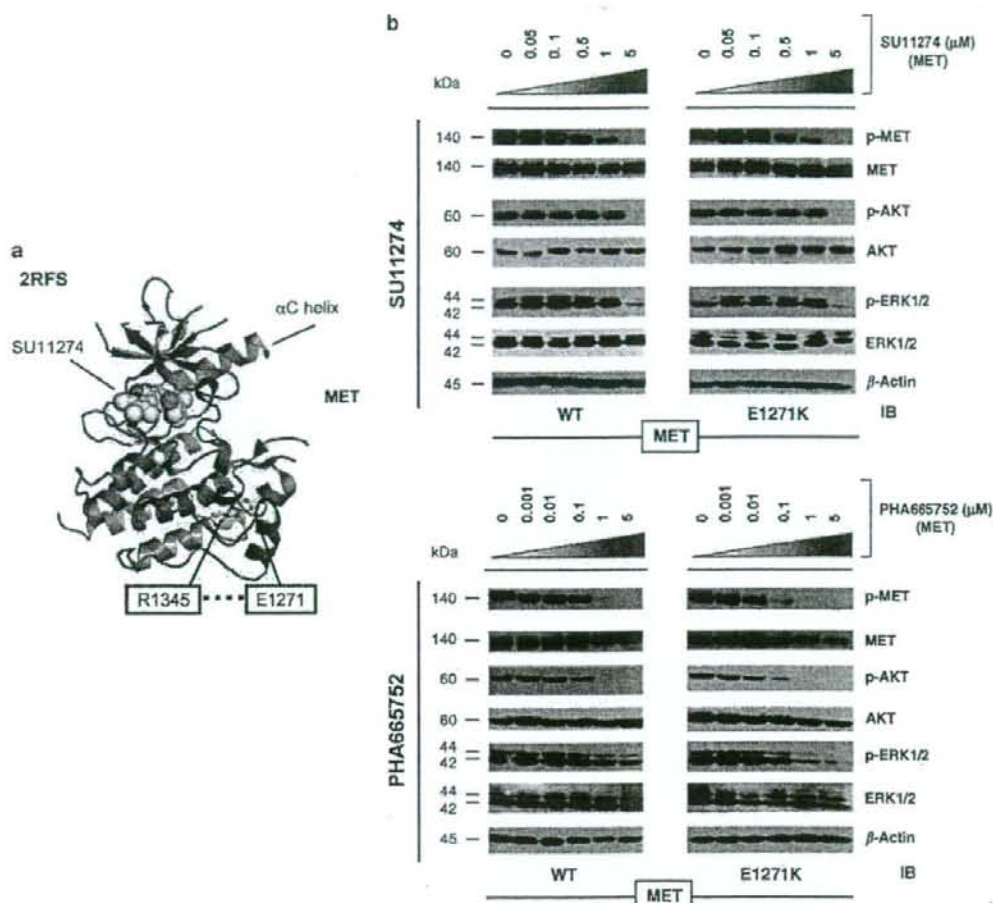 a
2RFS
αC helix
SU11274
MET
R1345
E1271
b
0 0.05 0.1 0.5 1 5
0 0.05 0.1 0.5 1 5
SU11274 (μM)
(MET)
kDa
SU11274
140
p-MET
140
MET
60
p-AKT
60
AKT
44
42
p-ERK1/2
44
42
ERK1/2
45
β-Actin
WT
E1271K
IB
MET
0 0.001 0.01 0.1 1 5
0 0.001 0.01 0.1 1 5
PHA665752 (μM)
(MET)
kDa
PHA665752
140
p-MET
140
MET
60
p-AKT
60
AKT
44
42
p-ERK1/2
44
42
ERK1/2
45
β-Actin
WT
E1271K
IB
MET